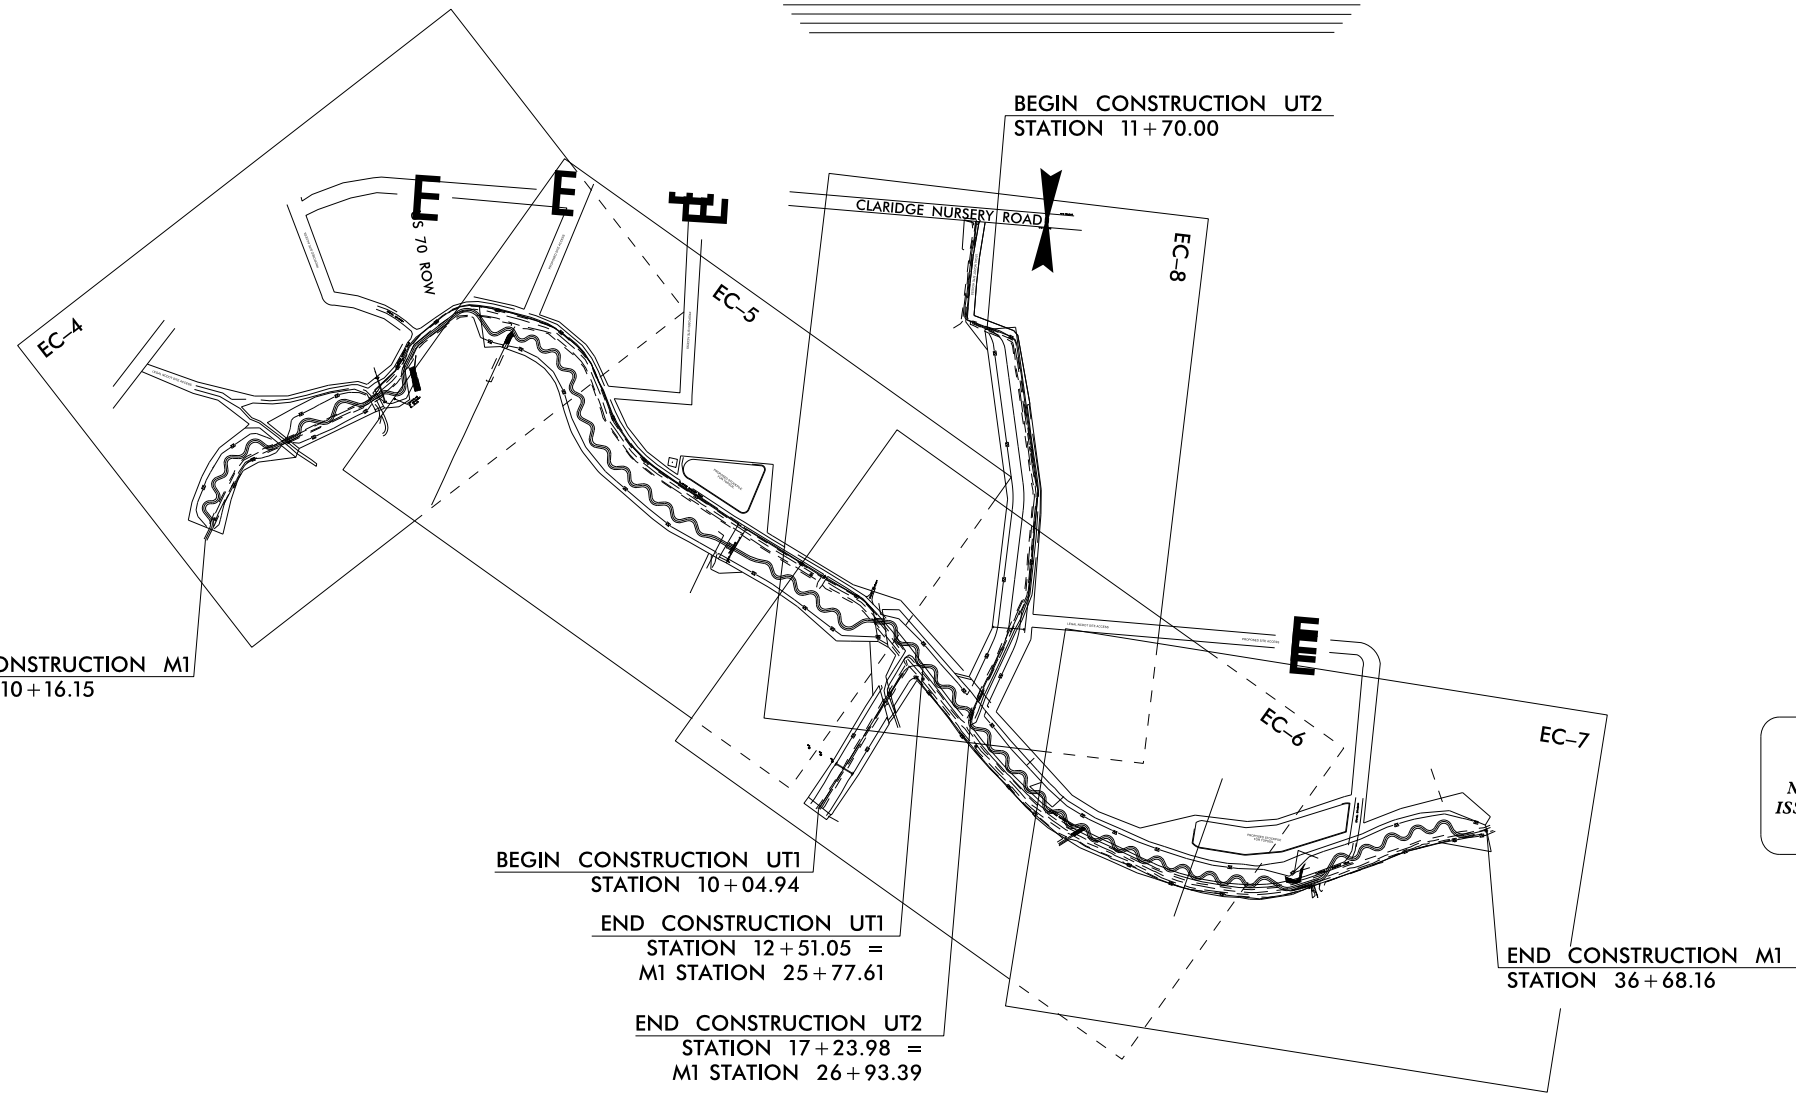 BEGIN CONSTRUCTION UT2
STATION 11+70.00
CLARIDGE NURSERY ROAD
EC-8
E
E
E
E
S 70 ROW
EC-5
EC-4
ONSTRUCTION M1
10+16.15
E
E
EC-6
EC-7
N
ISS
BEGIN CONSTRUCTION UT1
STATION 10+04.94
END CONSTRUCTION UT1
STATION 12+51.05 =
M1 STATION 25+77.61
END CONSTRUCTION M1
STATION 36+68.16
END CONSTRUCTION UT2
STATION 17+23.98 =
M1 STATION 26+93.39